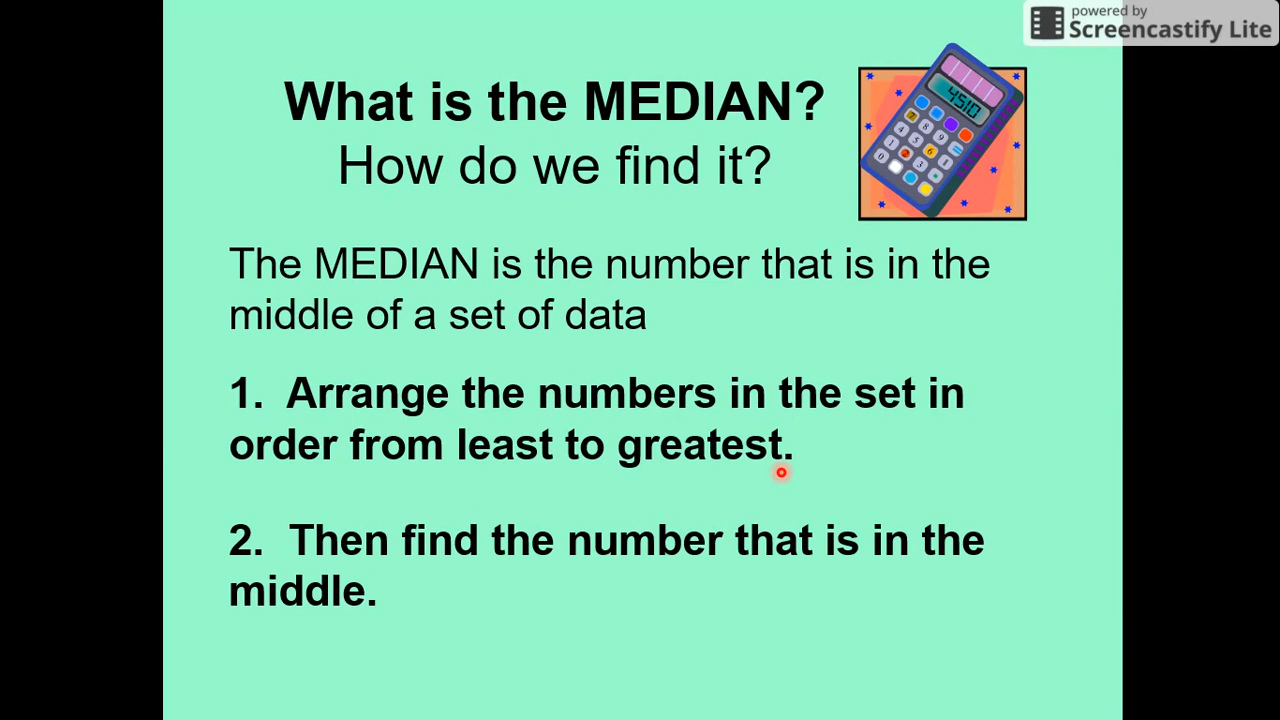 powered by
Screencastify Lite
What is the MEDIAN?
How do we find it?
4510
The MEDIAN is the number that is in the
middle of a set of data
1. Arrange the numbers in the set in
order from least to greatest.
2. Then find the number that is in the
middle.